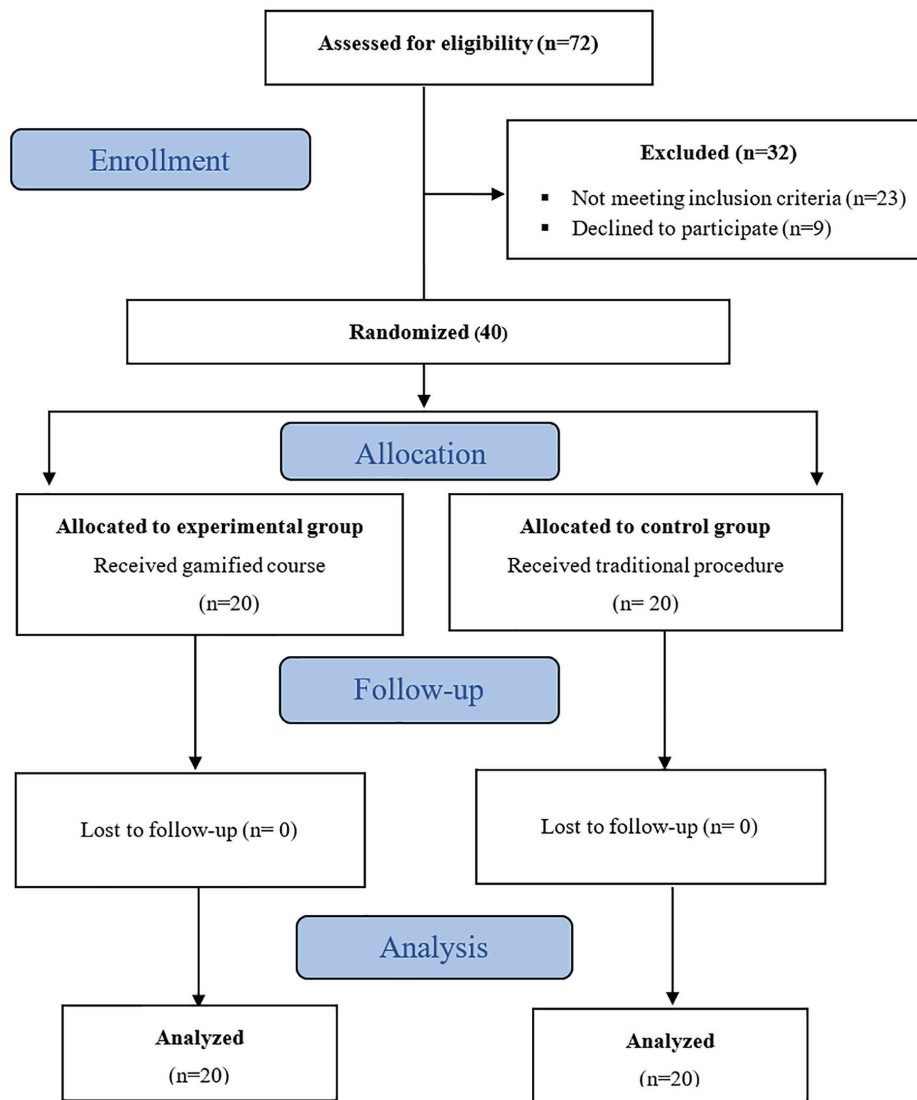 Assessed for eligibility (n=72)
Enrollment
Excluded (n=32)
▪ Not meeting inclusion criteria (n=23)
▪ Declined to participate (n=9)
Randomized (40)
Allocation
Allocated to experimental group
Received gamified course
(n=20)
Allocated to control group
Received traditional procedure
(n= 20)
Follow-up
Lost to follow-up (n= 0)
Lost to follow-up (n= 0)
Analysis
Analyzed
(n=20)
Analyzed
(n=20)